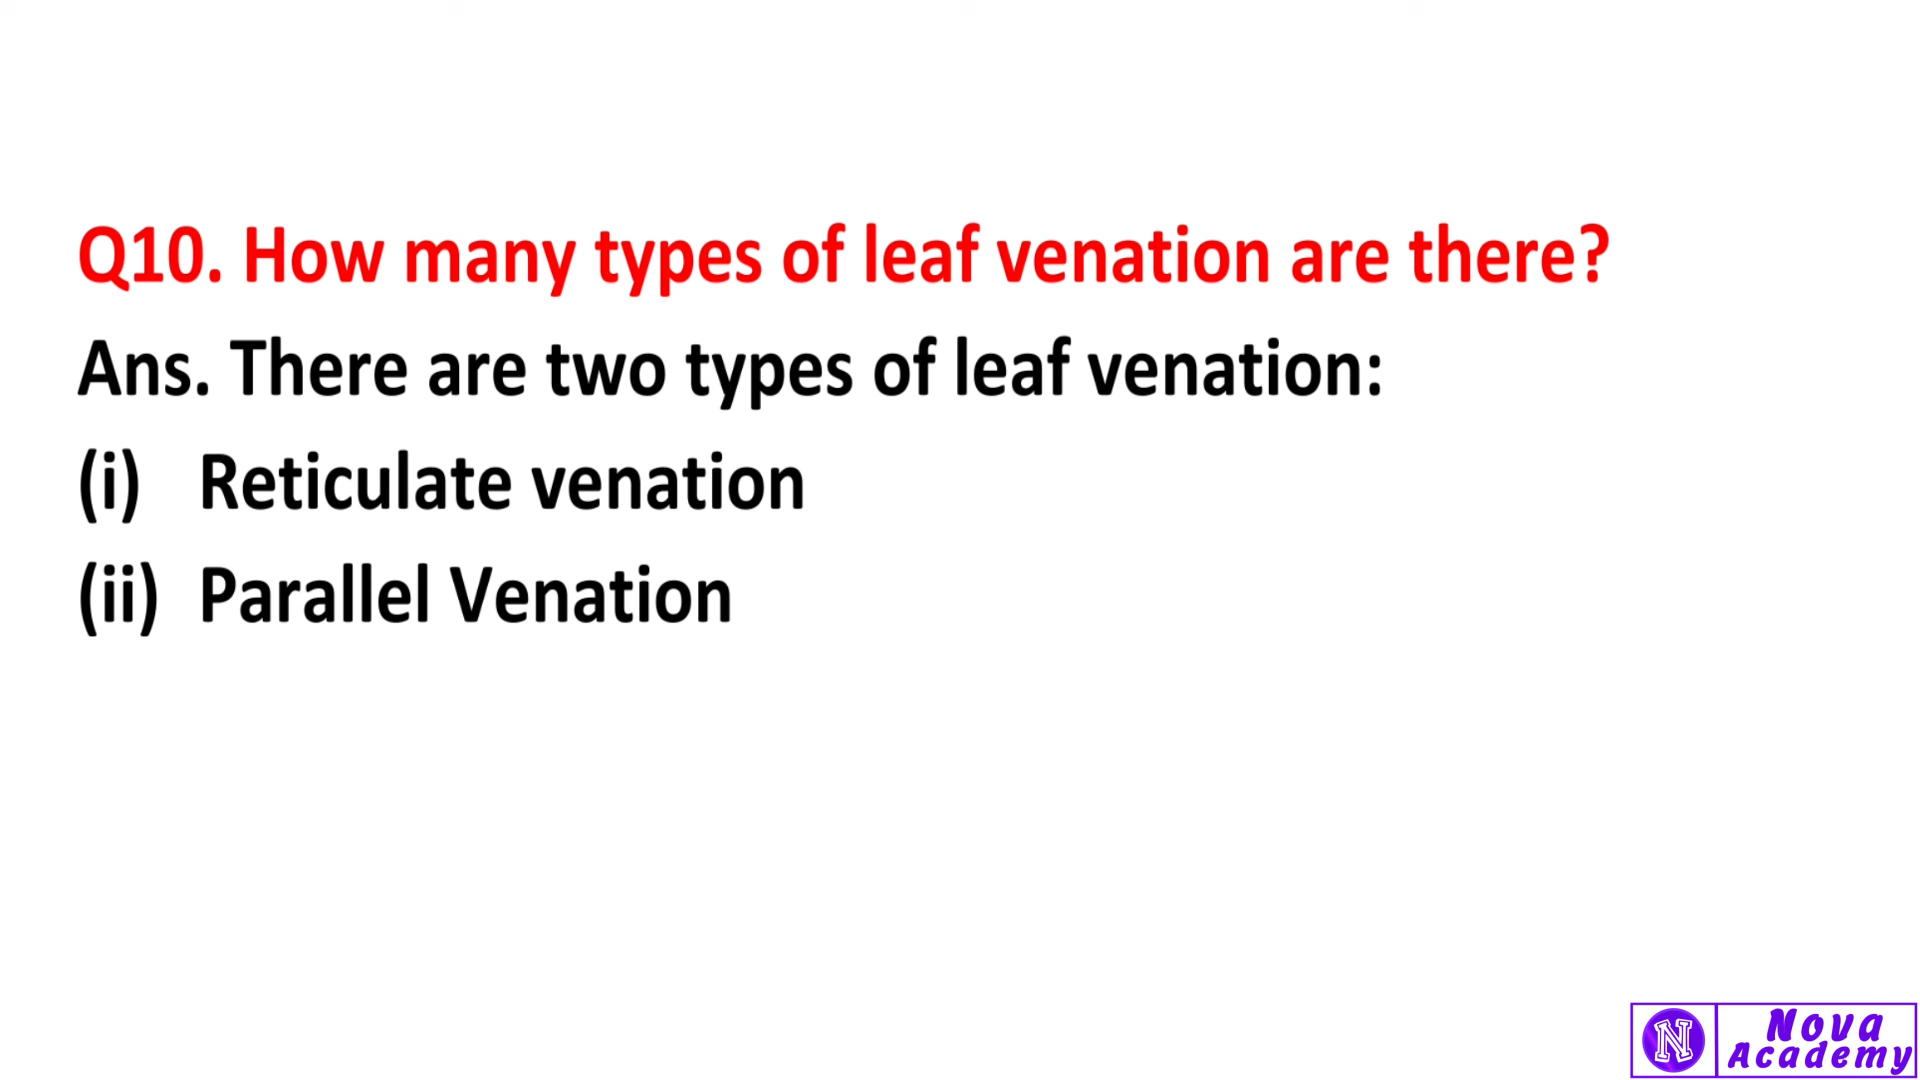 Q10. How many types of leaf venation are there?
Ans. There are two types of leaf venation:
(i) Reticulate venation
(ii) Parallel Venation
N
Nova
Academy